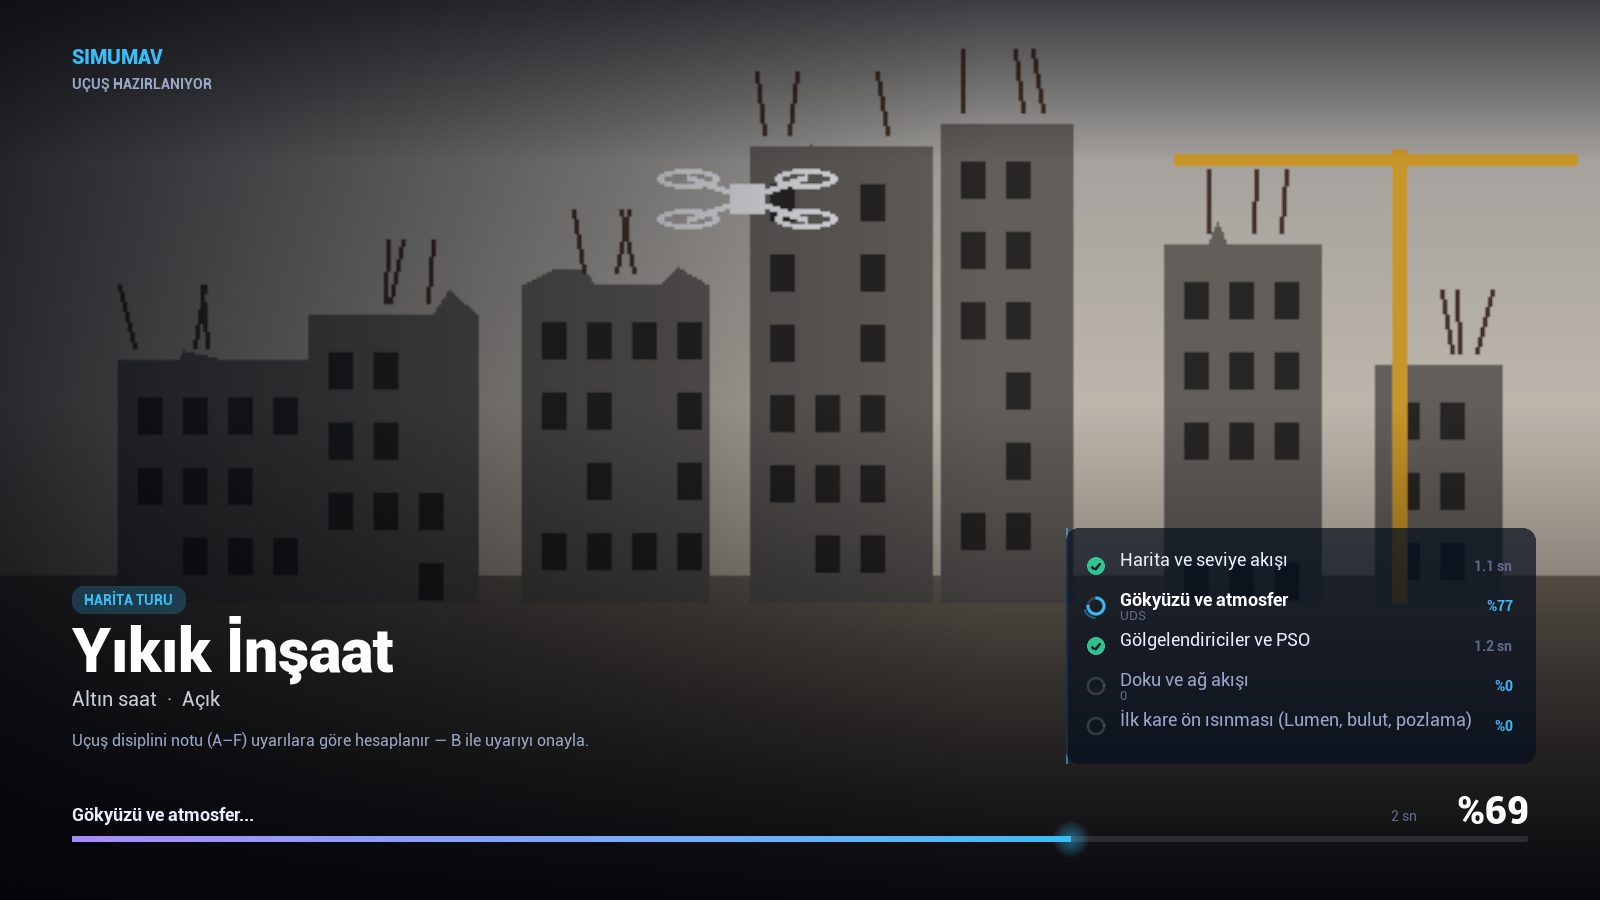 SIMUMAV
UÇUŞ HAZIRLANIYOR
HARİTA TURU
Yıkık İnşaat
Altın saat · Açık
Uçuş disiplini notu (A–F) uyarılara göre hesaplanır — B ile uyarıyı onayla.
Harita ve seviye akışı 1.1 sn
Gökyüzü ve atmosfer %77
UDS
Gölgelendiriciler ve PSO 1.2 sn
Doku ve ağ akışı %0
0
İlk kare ön ısınması (Lumen, bulut, pozlama) %0
Gökyüzü ve atmosfer... 2 sn %69